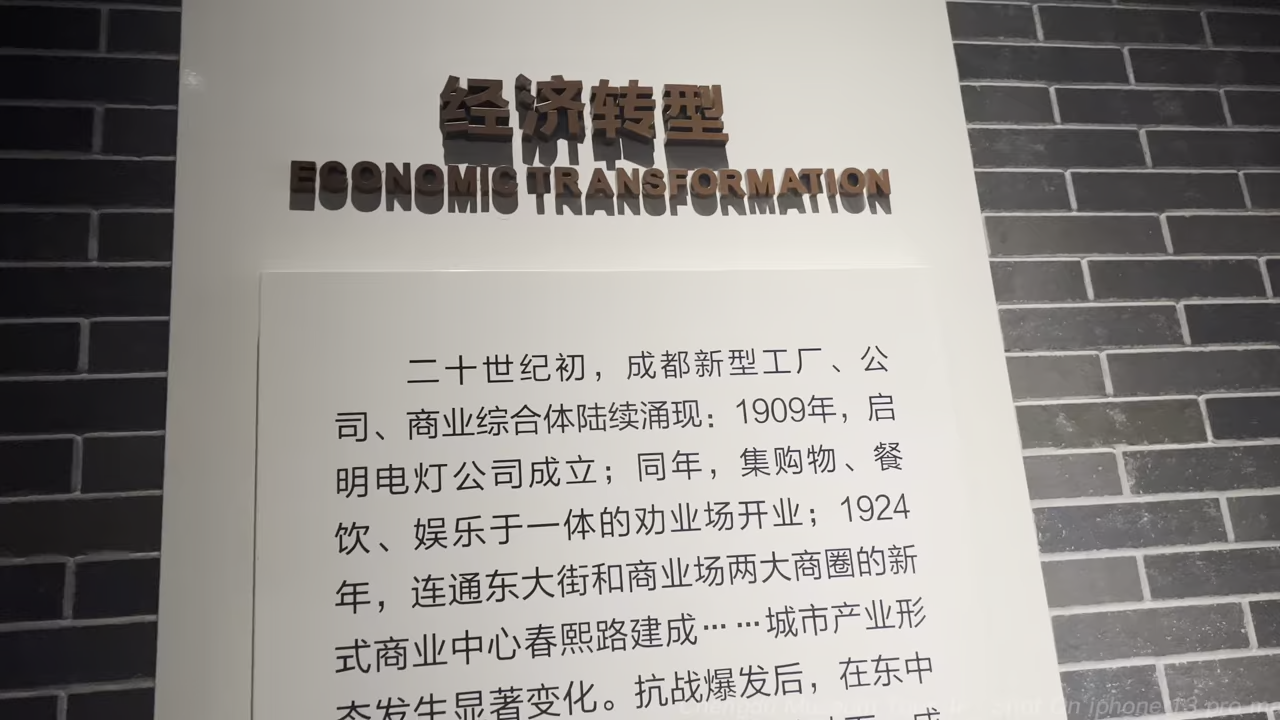 经济转型
ECONOMIC TRANSFORMATION
二十世纪初，成都新型工厂、公
司、商业综合体陆续涌现：1909年，启
明电灯公司成立；同年，集购物、餐
饮、娱乐于一体的劝业场开业；1924
年，连通东大街和商业场两大商圈的新
式商业中心春熙路建成……城市产业形
态发生显著变化。抗战爆发后，在东中
成
on iphone 13 pro m